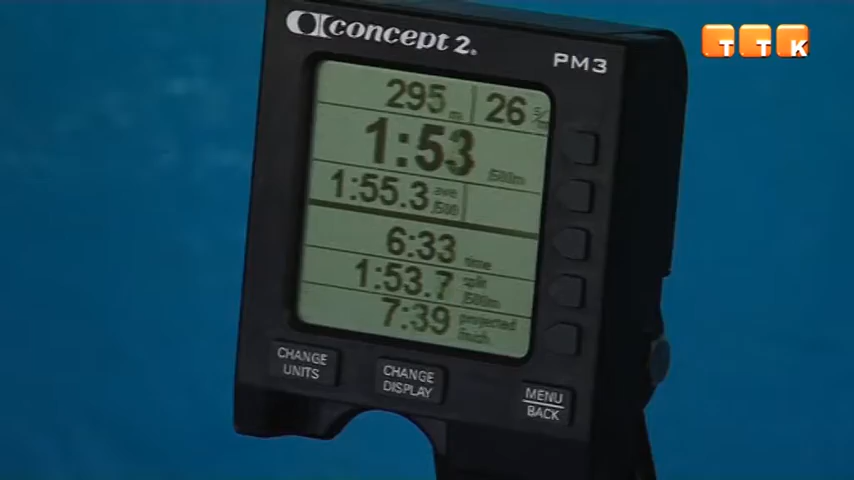 concept 2.
TTK
PM3
295 m 26 s/m
1:53 /500m
1:55.3 ave /500
6:33 time
1:53.7 split /500m
7:39 projected finish
CHANGE UNITS
CHANGE DISPLAY
MENU BACK